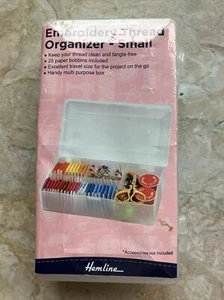 Embroidery Thread
Organizer - Small
• Keep your thread clean and tangle free
• 25 paper bobbins included
• Excellent travel size for the project on the go
• Handy multi purpose box
*Accessories not included
Hemline